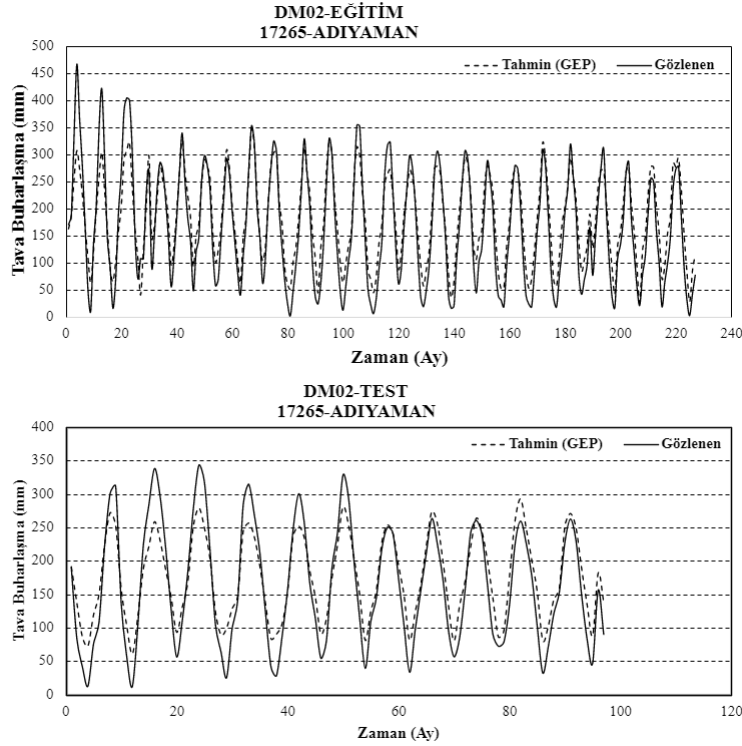 DM02-EĞİTİM
17265-ADIYAMAN
Tava Buharlaşma (mm)
500
450
400
350
300
250
200
150
100
50
0
Tahmin (GEP) Gözlenen
0 20 40 60 80 100 120 140 160 180 200 220 240
Zaman (Ay)
DM02-TEST
17265-ADIYAMAN
Tava Buharlaşma (mm)
400
350
300
250
200
150
100
50
0
Tahmin (GEP) Gözlenen
0 20 40 60 80 100 120
Zaman (Ay)